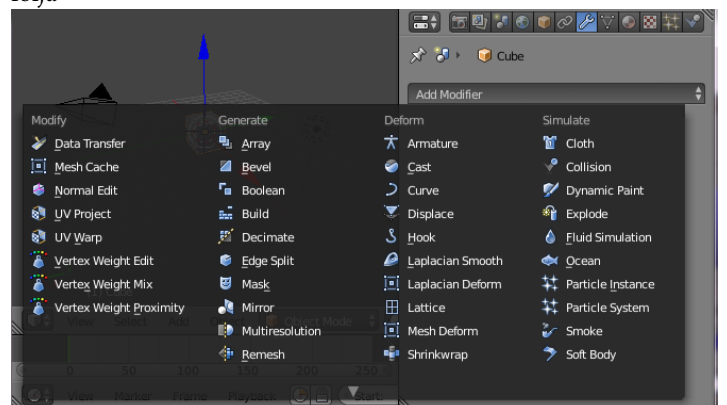 Cube
Add Modifier
Modify
Data Transfer
Mesh Cache
Normal Edit
UV Project
UV Warp
Vertex Weight Edit
Vertex Weight Mix
Vertex Weight Proximity
Generate
Array
Bevel
Boolean
Build
Decimate
Edge Split
Mask
Mirror
Multiresolution
Remesh
Deform
Armature
Cast
Curve
Displace
Hook
Laplacian Smooth
Laplacian Deform
Lattice
Mesh Deform
Shrinkwrap
Simulate
Cloth
Collision
Dynamic Paint
Explode
Fluid Simulation
Ocean
Particle Instance
Particle System
Smoke
Soft Body
(1) Cube
View Select Add Object Mode
0 50 100 150 200 250
View Marker Frame Playback Start: